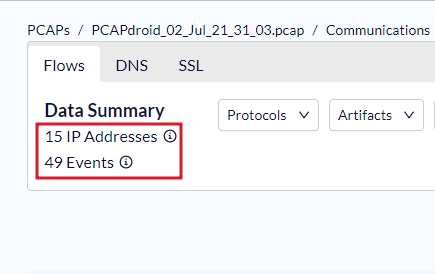 PCAPs / PCAPdroid_02_Jul_21_31_03.pcap / Communications
Flows DNS SSL
Data Summary Protocols Artifacts
15 IP Addresses
49 Events